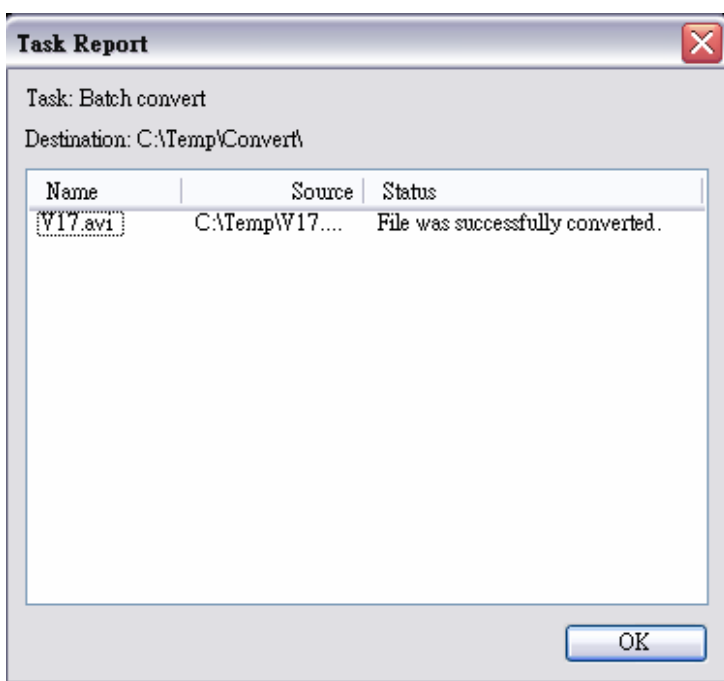 Task Report
Task: Batch convert
Destination: C:\Temp\Convert\
Name Source Status
V17.avi C:\Temp\V17.... File was successfully converted.
OK